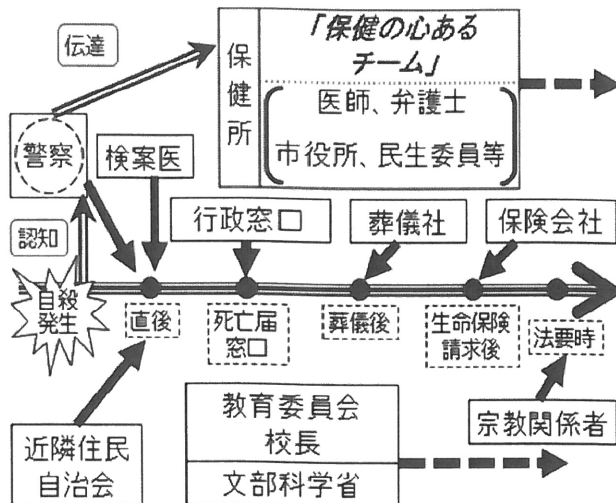 伝達
保健所
「保健の心ある
チーム」
医師、弁護士
市役所、民生委員等
警察
検案医
行政窓口
葬儀社
保険会社
認知
自殺
発生
直後
死亡届
窓口
葬儀後
生命保険
請求後
法要時
近隣住民
自治会
教育委員会
校長
文部科学省
宗教関係者